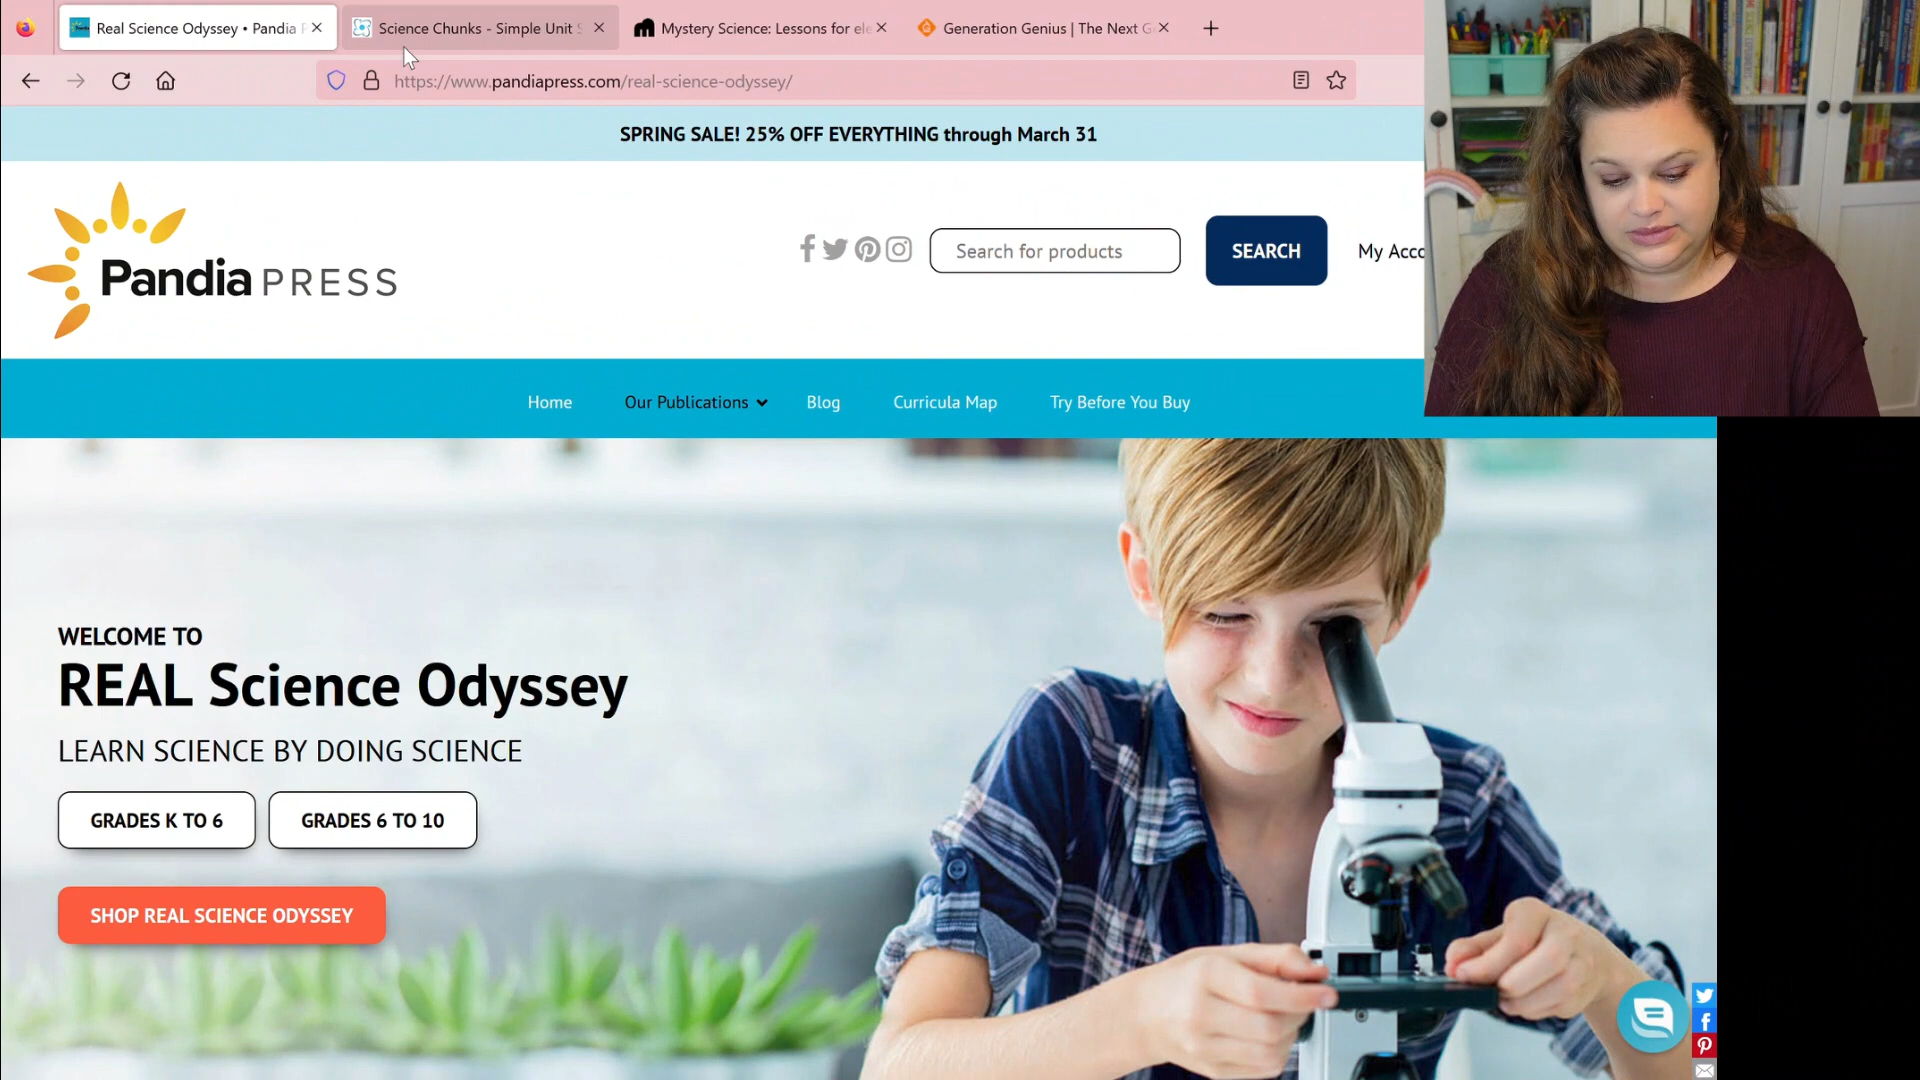 Real Science Odyssey • Pandia P
Science Chunks - Simple Unit S
Mystery Science: Lessons for ele
Generation Genius | The Next G
https://www.pandiapress.com/real-science-odyssey/
SPRING SALE! 25% OFF EVERYTHING through March 31
Pandia PRESS
Search for products
SEARCH
My Acco
Home
Our Publications
Blog
Curricula Map
Try Before You Buy
WELCOME TO
REAL Science Odyssey
LEARN SCIENCE BY DOING SCIENCE
GRADES K TO 6
GRADES 6 TO 10
SHOP REAL SCIENCE ODYSSEY